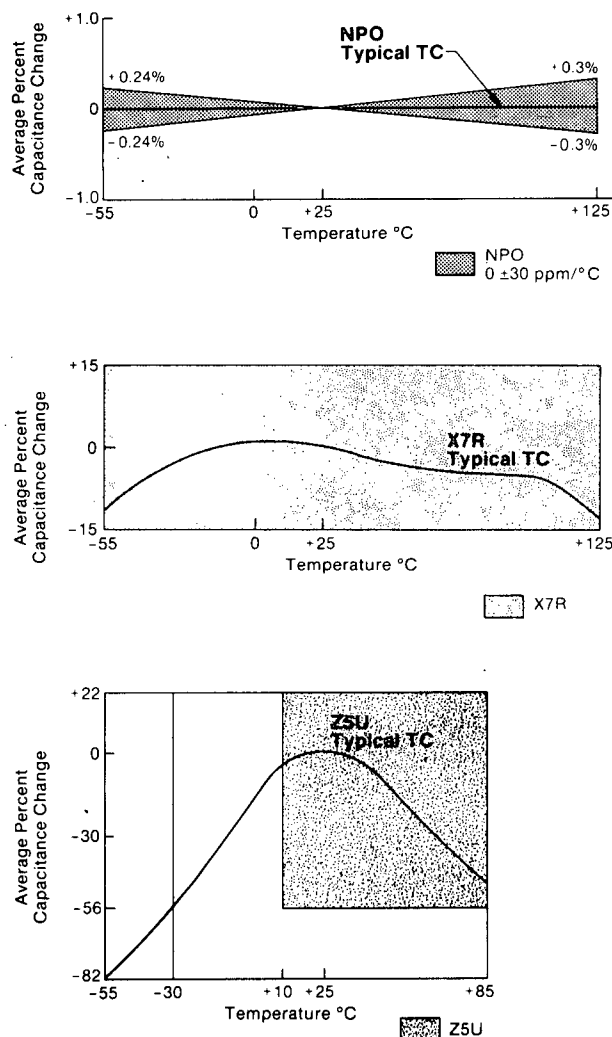 +1.0
NPO
Typical TC
+0.24%
+0.3%
0
-0.24%
-0.3%
-1.0
-55
0
+25
+125
Average Percent
Capacitance Change
Temperature °C
NPO
0 ±30 ppm/°C
+15
X7R
Typical TC
0
-15
-55
0
+25
+125
Average Percent
Capacitance Change
Temperature °C
X7R
+22
Z5U
Typical TC
0
-30
-56
-82
-55
-30
+10
+25
+85
Average Percent
Capacitance Change
Temperature °C
Z5U